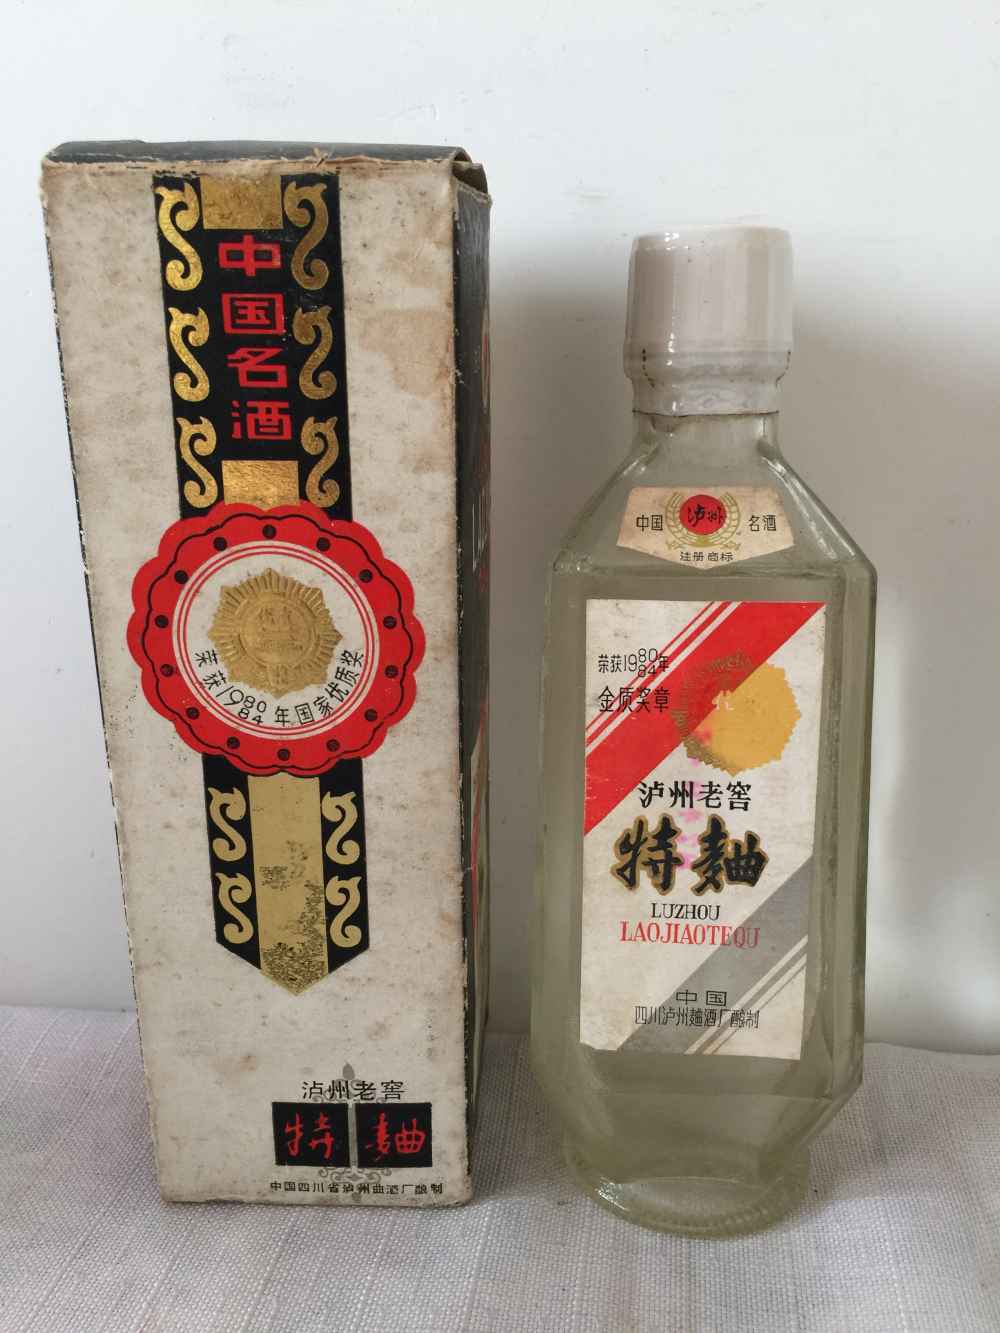 中国名酒
荣获1980 84年国家优质奖
泸州老窖
特麯
中国四川省泸州曲酒厂酿制
中国 泸州 名酒
注册商标
荣获1980 84年
金质奖章
泸州老窖
特麯
LUZHOU
LAOJIAOTEQU
中国
四川泸州麯酒厂酿制